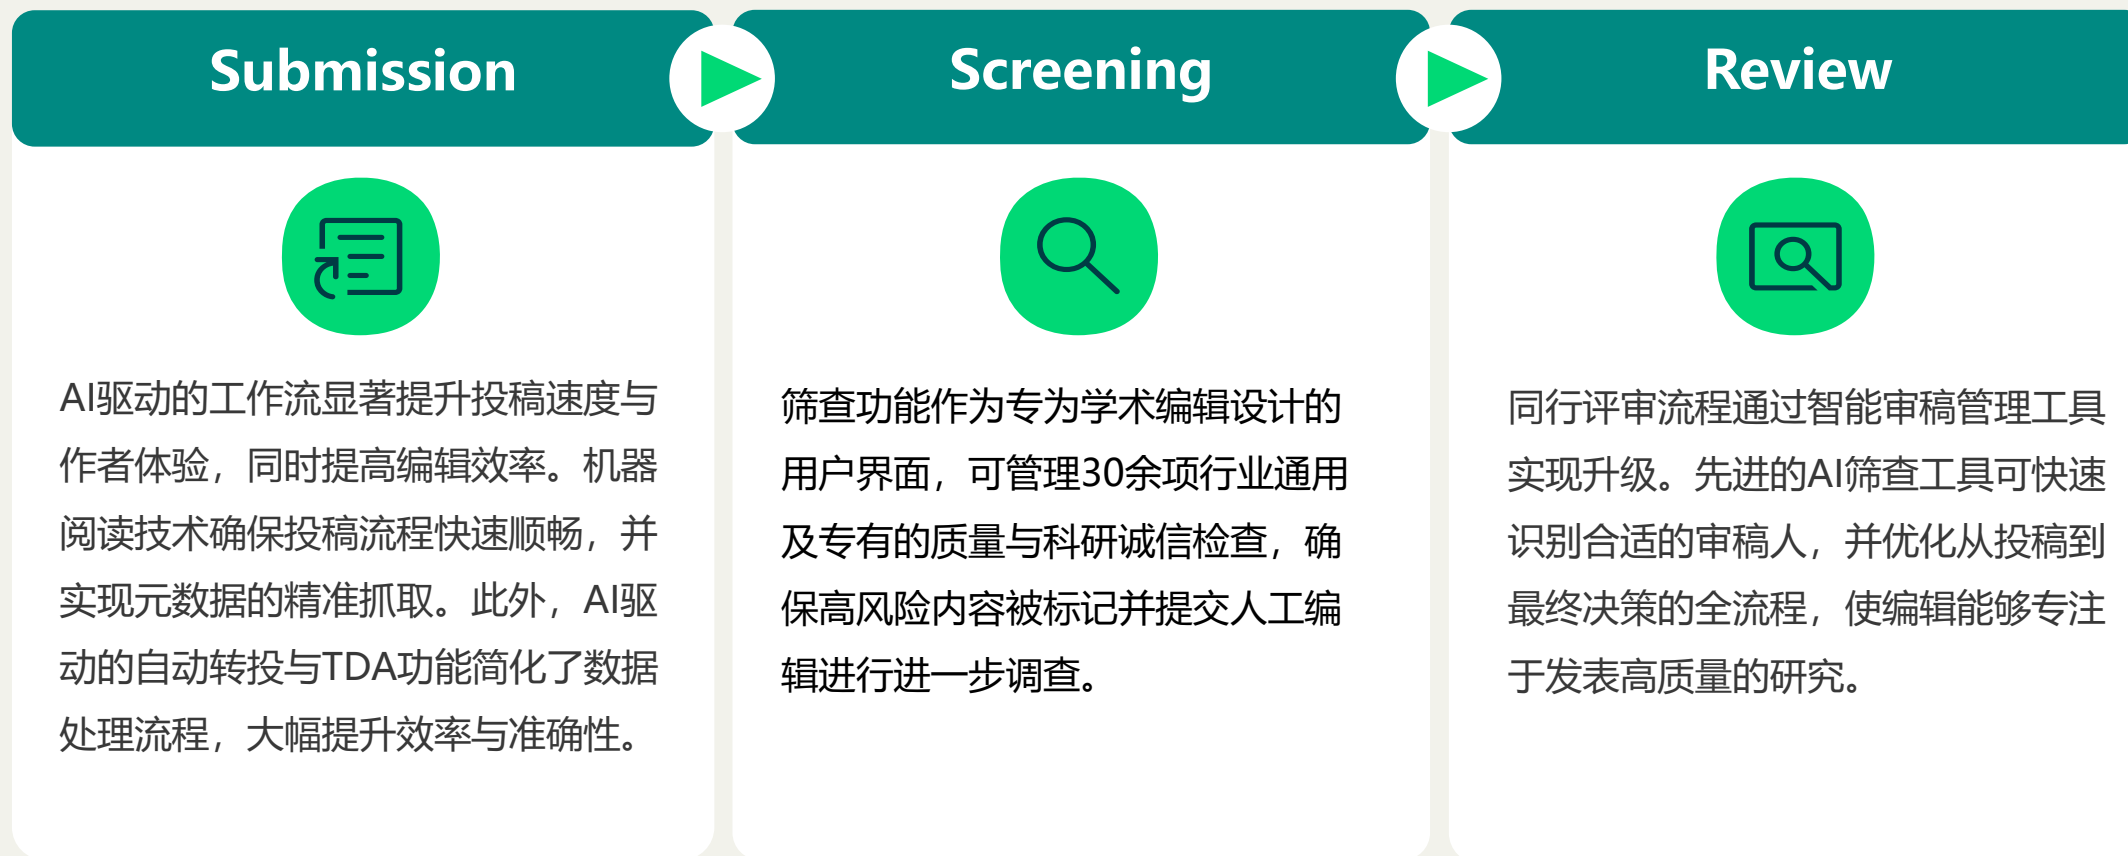 Submission
AI驱动的工作流显著提升投稿速度与
作者体验，同时提高编辑效率。机器
阅读技术确保投稿流程快速顺畅，并
实现元数据的精准抓取。此外，AI驱
动的自动转投与TDA功能简化了数据
处理流程，大幅提升效率与准确性。
Screening
筛查功能作为专为学术编辑设计的
用户界面，可管理30余项行业通用
及专有的质量与科研诚信检查，确
保高风险内容被标记并提交人工编
辑进行进一步调查。
Review
同行评审流程通过智能审稿管理工具
实现升级。先进的AI筛查工具可快速
识别合适的审稿人，并优化从投稿到
最终决策的全流程，使编辑能够专注
于发表高质量的研究。